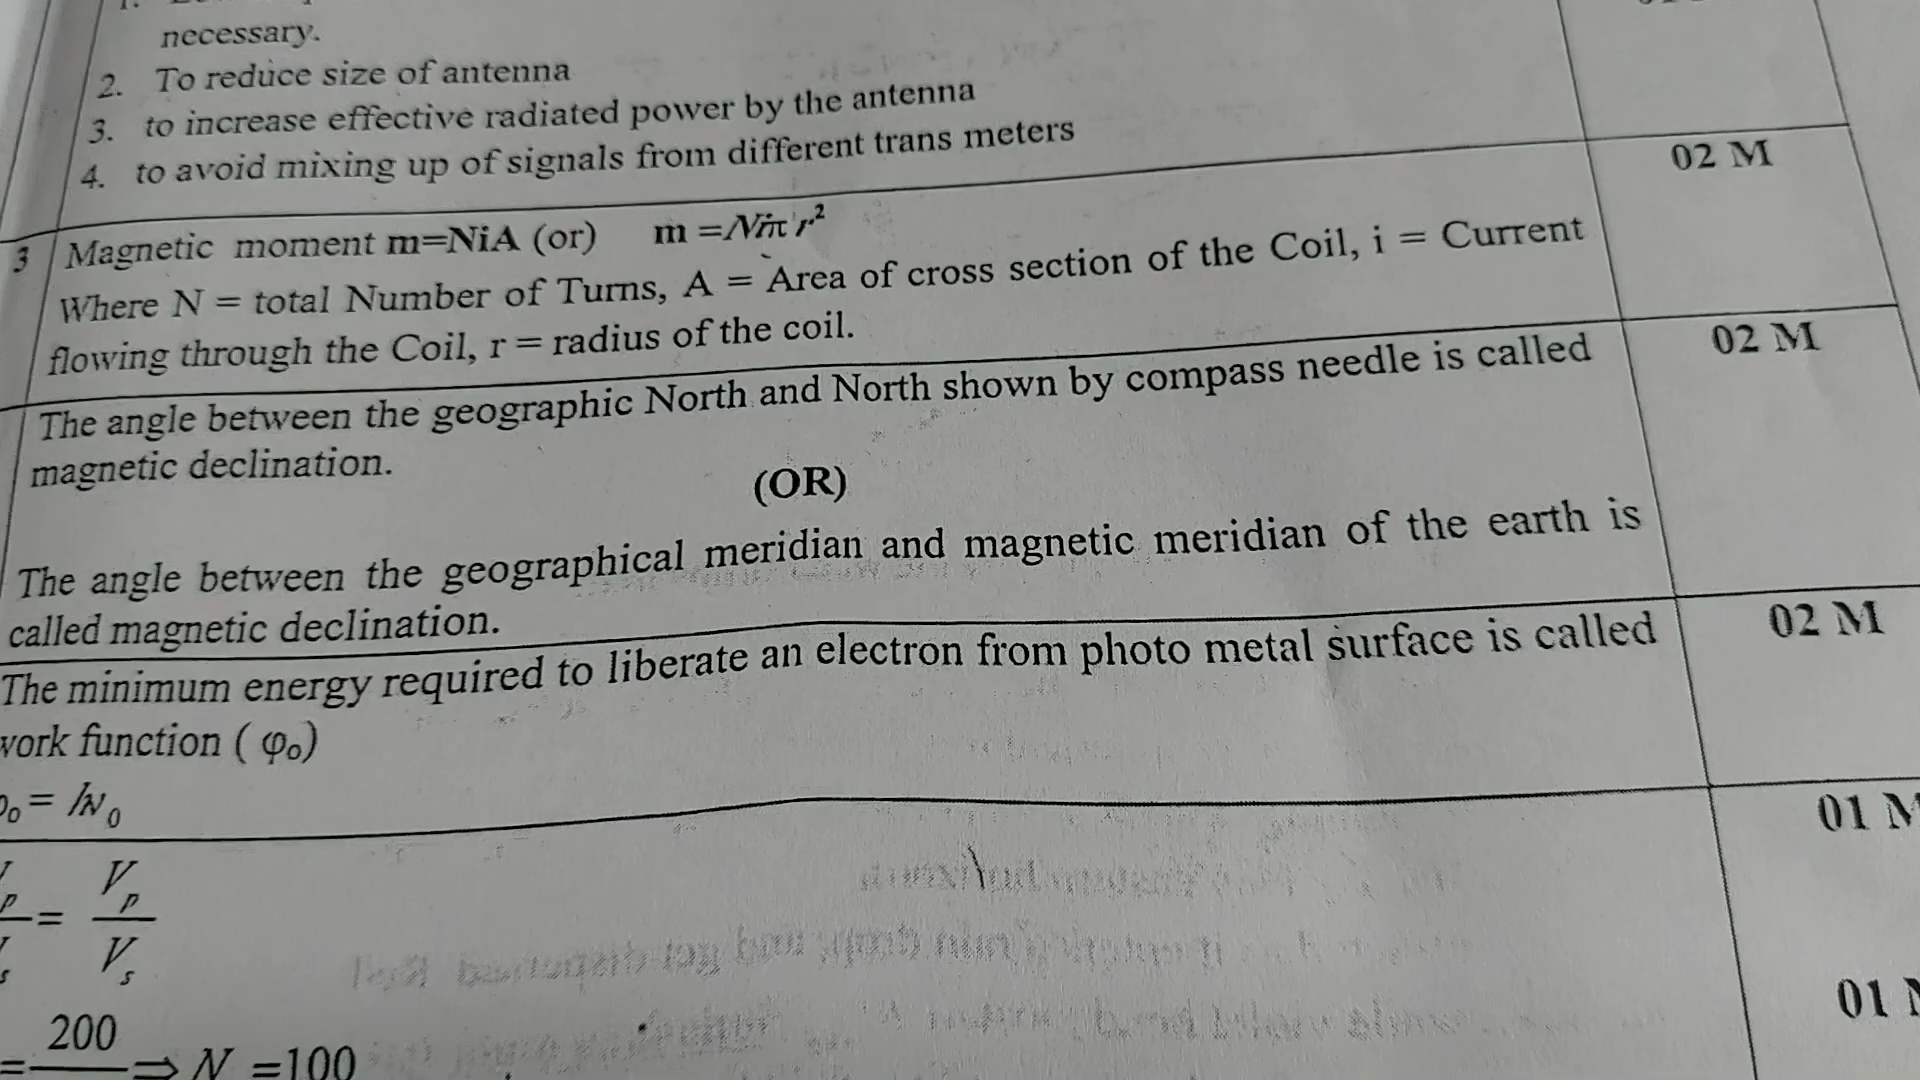 necessary.
2. To reduce size of antenna
3. to increase effective radiated power by the antenna
4. to avoid mixing up of signals from different trans meters
02 M
3 Magnetic moment m=NiA (or) m =Niπ r²
Where N = total Number of Turns, A = Area of cross section of the Coil, i = Current
flowing through the Coil, r = radius of the coil.
02 M
The angle between the geographic North and North shown by compass needle is called
magnetic declination.
(OR)
The angle between the geographical meridian and magnetic meridian of the earth is
called magnetic declination.
02 M
The minimum energy required to liberate an electron from photo metal surface is called
work function ( φ₀)
= hν₀
01 M
= Vₚ / Vₛ
01
= 200 ⇒ N =100